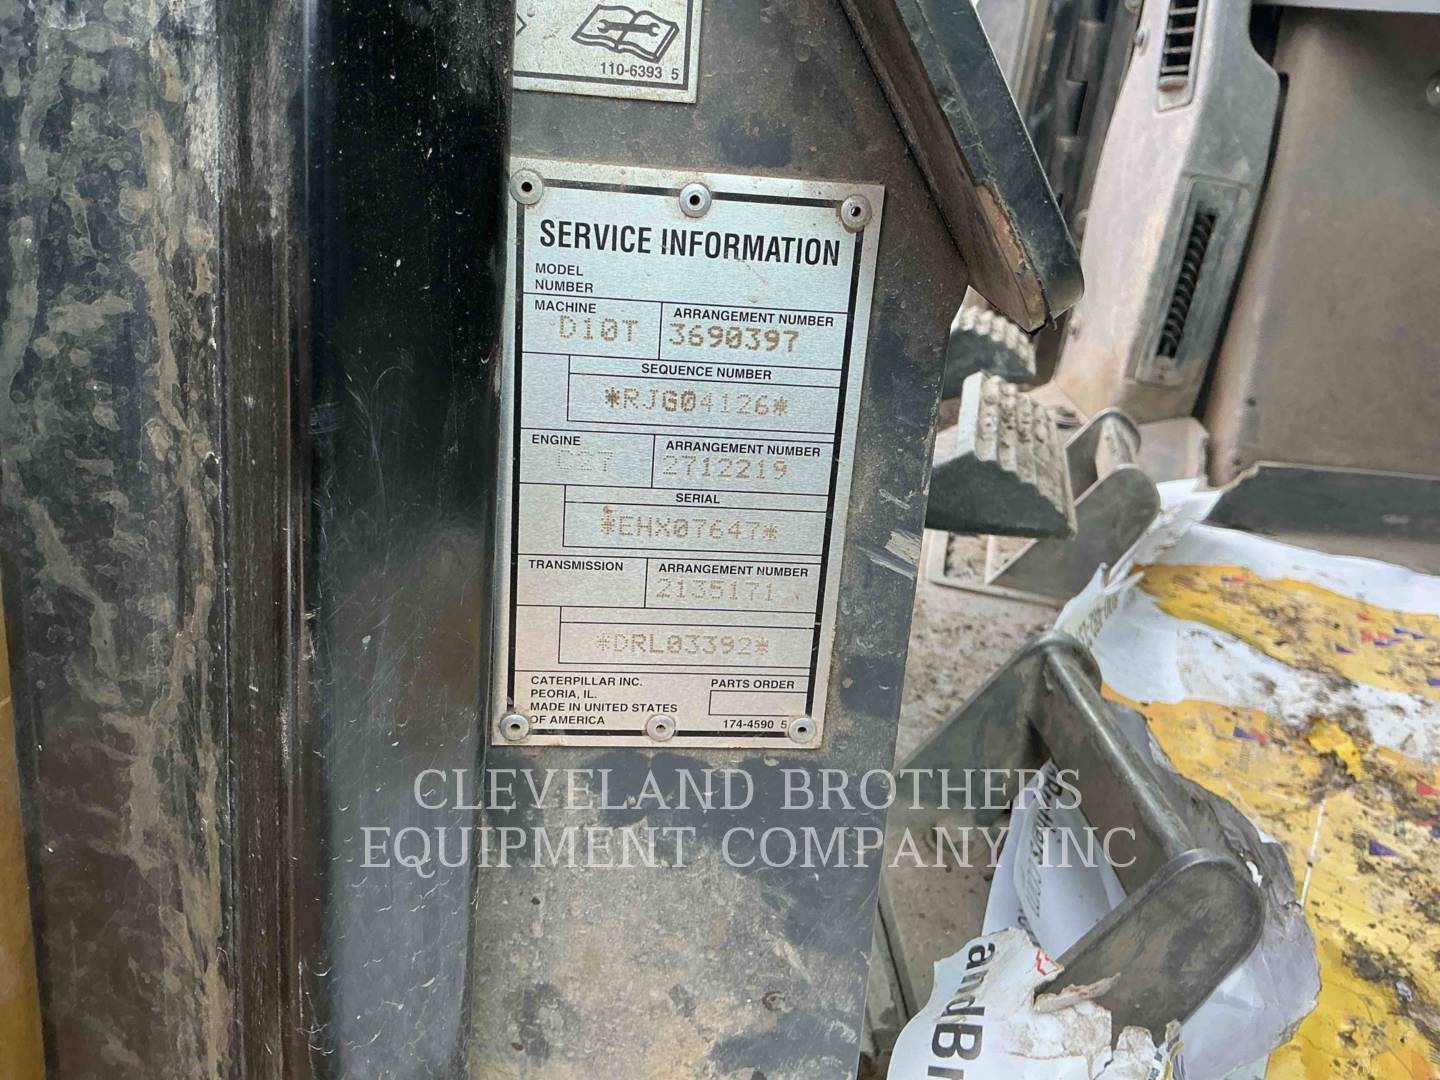 110-6393 5
SERVICE INFORMATION
MODEL
NUMBER
MACHINE
D10T
ARRANGEMENT NUMBER
3690397
SEQUENCE NUMBER
*RJG04126*
ENGINE
C27
ARRANGEMENT NUMBER
2712219
SERIAL
*EHX07647*
TRANSMISSION
ARRANGEMENT NUMBER
2135171
*DRL03392*
CATERPILLAR INC.
PEORIA, IL.
MADE IN UNITED STATES
OF AMERICA
PARTS ORDER
174-4590 5
CLEVELAND BROTHERS
EQUIPMENT COMPANY INC
andBr